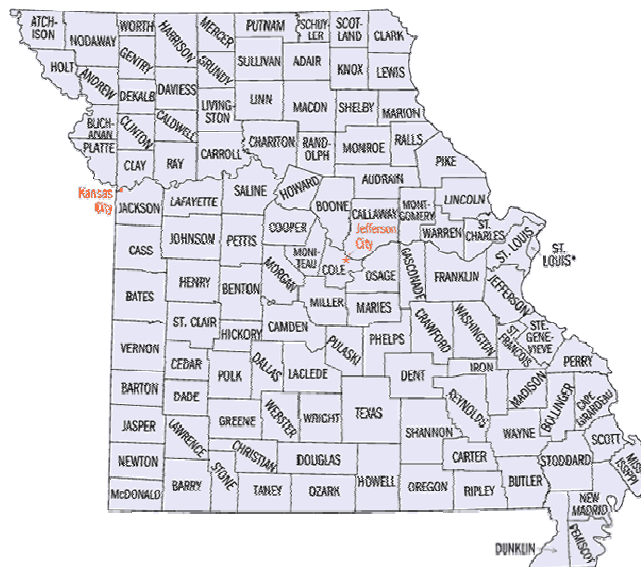 ATCH-
ISON
NODAWAY
WORTH
HARRISON
MERCER
PUTNAM
SCHUY-
LER
SCOT-
LAND
CLARK
HOLT
ANDREW
GENTRY
GRUNDY
SULLIVAN
ADAIR
KNOX
LEWIS
DEKALB
DAVIESS
LIVING-
STON
LINN
MACON
SHELBY
MARION
BUCH-
ANAN
CLINTON
CALDWELL
CHARITON
RAND-
OLPH
MONROE
RALLS
PLATTE
CLAY
RAY
CARROLL
PIKE
AUDRAIN
Kansas
City
JACKSON
LAFAYETTE
SALINE
HOWARD
BOONE
CALLAWAY
MONT-
GOMERY
LINCOLN
WARREN
ST.
CHARLES
ST. LOUIS
ST.
LOUIS*
CASS
JOHNSON
PETTIS
COOPER
MONI-
TEAU
Jefferson
City
COLE
OSAGE
GASCONADE
FRANKLIN
JEFFERSON
BATES
HENRY
BENTON
MORGAN
MILLER
MARIES
CRAWFORD
WASHINGTON
ST.
FRANCOIS
STE.
GENE-
VIEVE
PERRY
VERNON
ST. CLAIR
HICKORY
CAMDEN
PULASKI
PHELPS
IRON
MADISON
BOLLINGER
CAPE
GIRARDEAU
BARTON
CEDAR
POLK
DALLAS
LACLEDE
DENT
REYNOLDS
DADE
JASPER
LAWRENCE
GREENE
WEBSTER
WRIGHT
TEXAS
SHANNON
WAYNE
SCOTT
NEWTON
CHRISTIAN
DOUGLAS
CARTER
STODDARD
MISS-
ISSIPPI
McDONALD
BARRY
STONE
TANEY
OZARK
HOWELL
OREGON
RIPLEY
BUTLER
NEW
MADRID
DUNKLIN
PEMISCOT